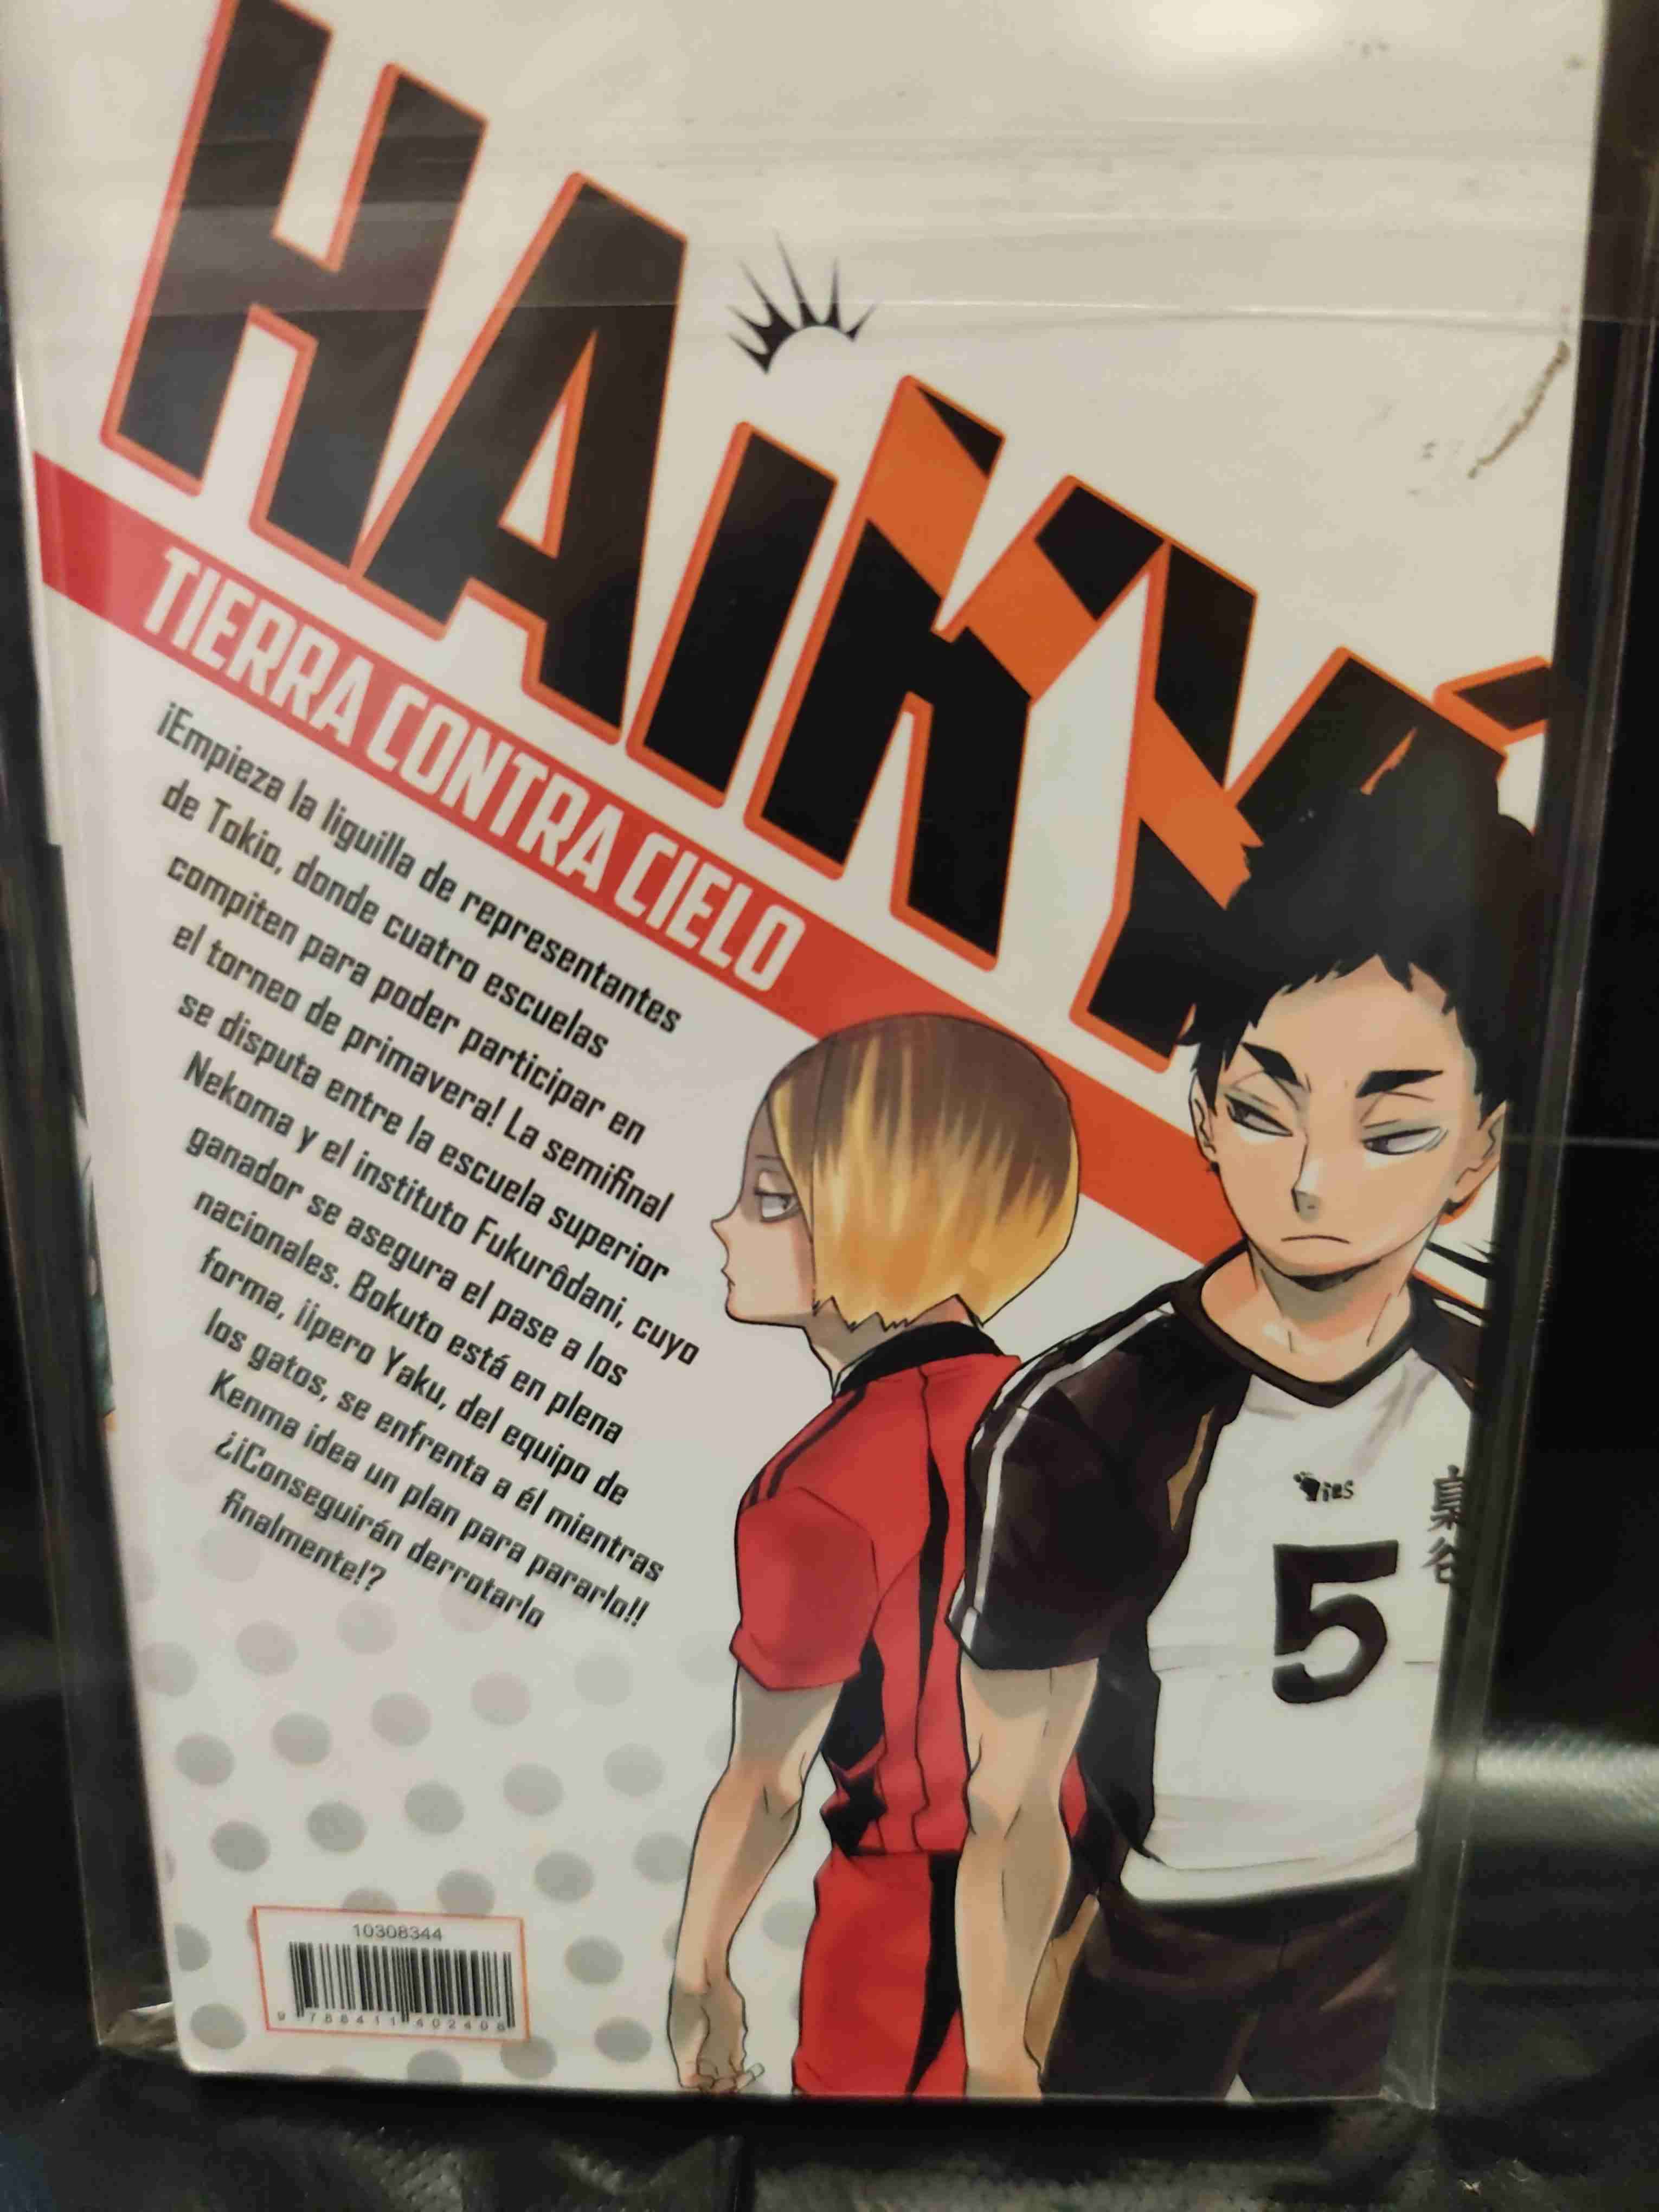 HAiKY
TIERRA CONTRA CIELO
¡Empieza la liguilla de representantes
de Tokio, donde cuatro escuelas
compiten para poder participar en
el torneo de primavera! La semifinal
se disputa entre la escuela superior
Nekoma y el instituto Fukurôdani, cuyo
ganador se asegura el pase a los
nacionales. Bokuto está en plena
forma, ¡¡pero Yaku, del equipo de
los gatos, se enfrenta a él mientras
Kenma idea un plan para pararlo!!
¿¡Conseguirán derrotarlo
finalmente!?
梟谷
5
10308344
9 788411 402408